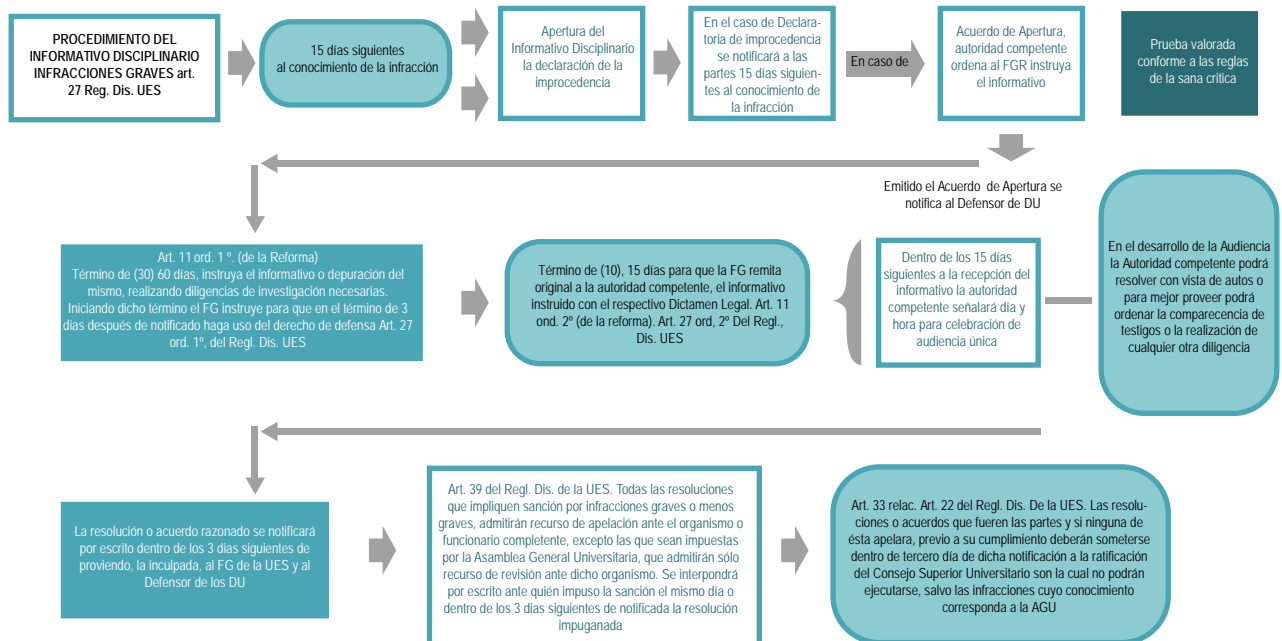 PROCEDIMIENTO DEL
INFORMATIVO DISCIPLINARIO
INFRACCIONES GRAVES art.
27 Reg. Dis. UES
15 días siguientes
al conocimiento de la infracción
Apertura del
Informativo Disciplinario
la declaración de la
improcedencia
En el caso de Declara-
toria de improcedencia
se notificará a las
partes 15 días siguien-
tes al conocimiento de
la infracción
En caso de
Acuerdo de Apertura,
autoridad competente
ordena al FGR instruya
el informativo
Prueba valorada
conforme a las reglas
de la sana critica
Emitido el Acuerdo de Apertura se
notifica al Defensor de DU
Art. 11 ord. 1 º. (de la Reforma)
Término de (30) 60 días, instruya el informativo o depuración del
mismo, realizando diligencias de investigación necesarias.
Iniciando dicho término el FG instruye para que en el término de 3
dias después de notificado haga uso del derecho de defensa Art. 27
ord. 1º, del Regl. Dis. UES
Término de (10), 15 días para que la FG remita
original a la autoridad competente, el informativo
instruido con el respectivo Dictamen Legal. Art. 11
ond. 2º (de la reforma). Art. 27 ord, 2º Del Regl.,
Dis. UES
Dentro de los 15 días
siguientes a la recepción del
informativo la autoridad
competente señalará día y
hora para celebración de
audiencia única
En el desarrollo de la Audiencia
la Autoridad competente podrá
resolver con vista de autos o
para mejor proveer podrá
ordenar la comparecencia de
testigos o la realización de
cualquier otra diligencia
La resolución o acuerdo razonado se notificará
por escrito dentro de los 3 dias siguientes de
proviendo, la inculpada, al FG de la UES y al
Defensor de los DU
Art. 39 del Regl. Dis. de la UES. Todas las resoluciones
que impliquen sanción por infracciones graves o menos
graves, admitirán recurso de apelación ante el organismo o
funcionario completente, excepto las que sean impuestas
por la Asamblea General Universitaria, que admitirán sólo
recurso de revisión ante dicho organismo. Se interpondrá
por escrito ante quién impuso la sanción el mismo día o
dentro de los 3 dias siguientes de notificada la resolución
impuganada
Art. 33 relac. Art. 22 del Regl. Dis. De la UES. Las resolu-
ciones o acuerdos que fueren las partes y si ninguna de
ésta apelara, previo a su cumplimiento deberán someterse
dentro de tercero día de dicha notificación a la ratificación
del Consejo Superior Universitario son la cual no podrán
ejecutarse, salvo las infracciones cuyo conocimiento
corresponda a la AGU